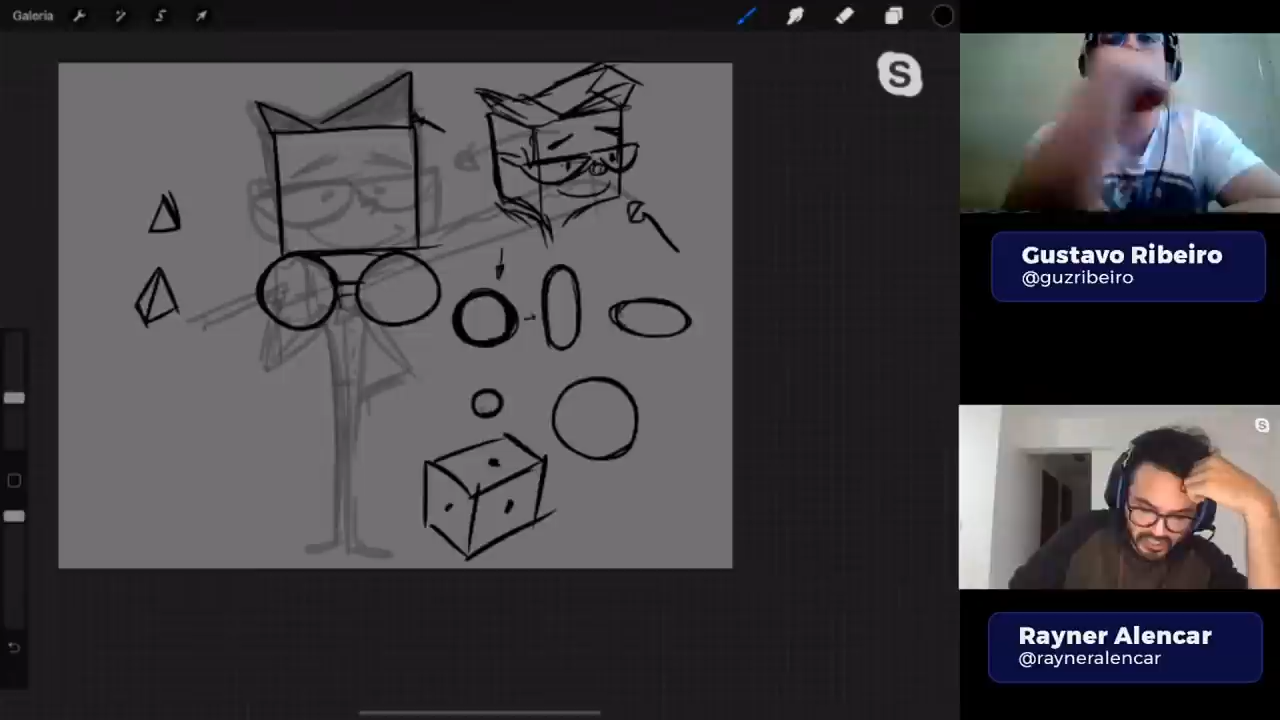 Galeria
S
Gustavo Ribeiro
@guzribeiro
Rayner Alencar
@rayneralencar